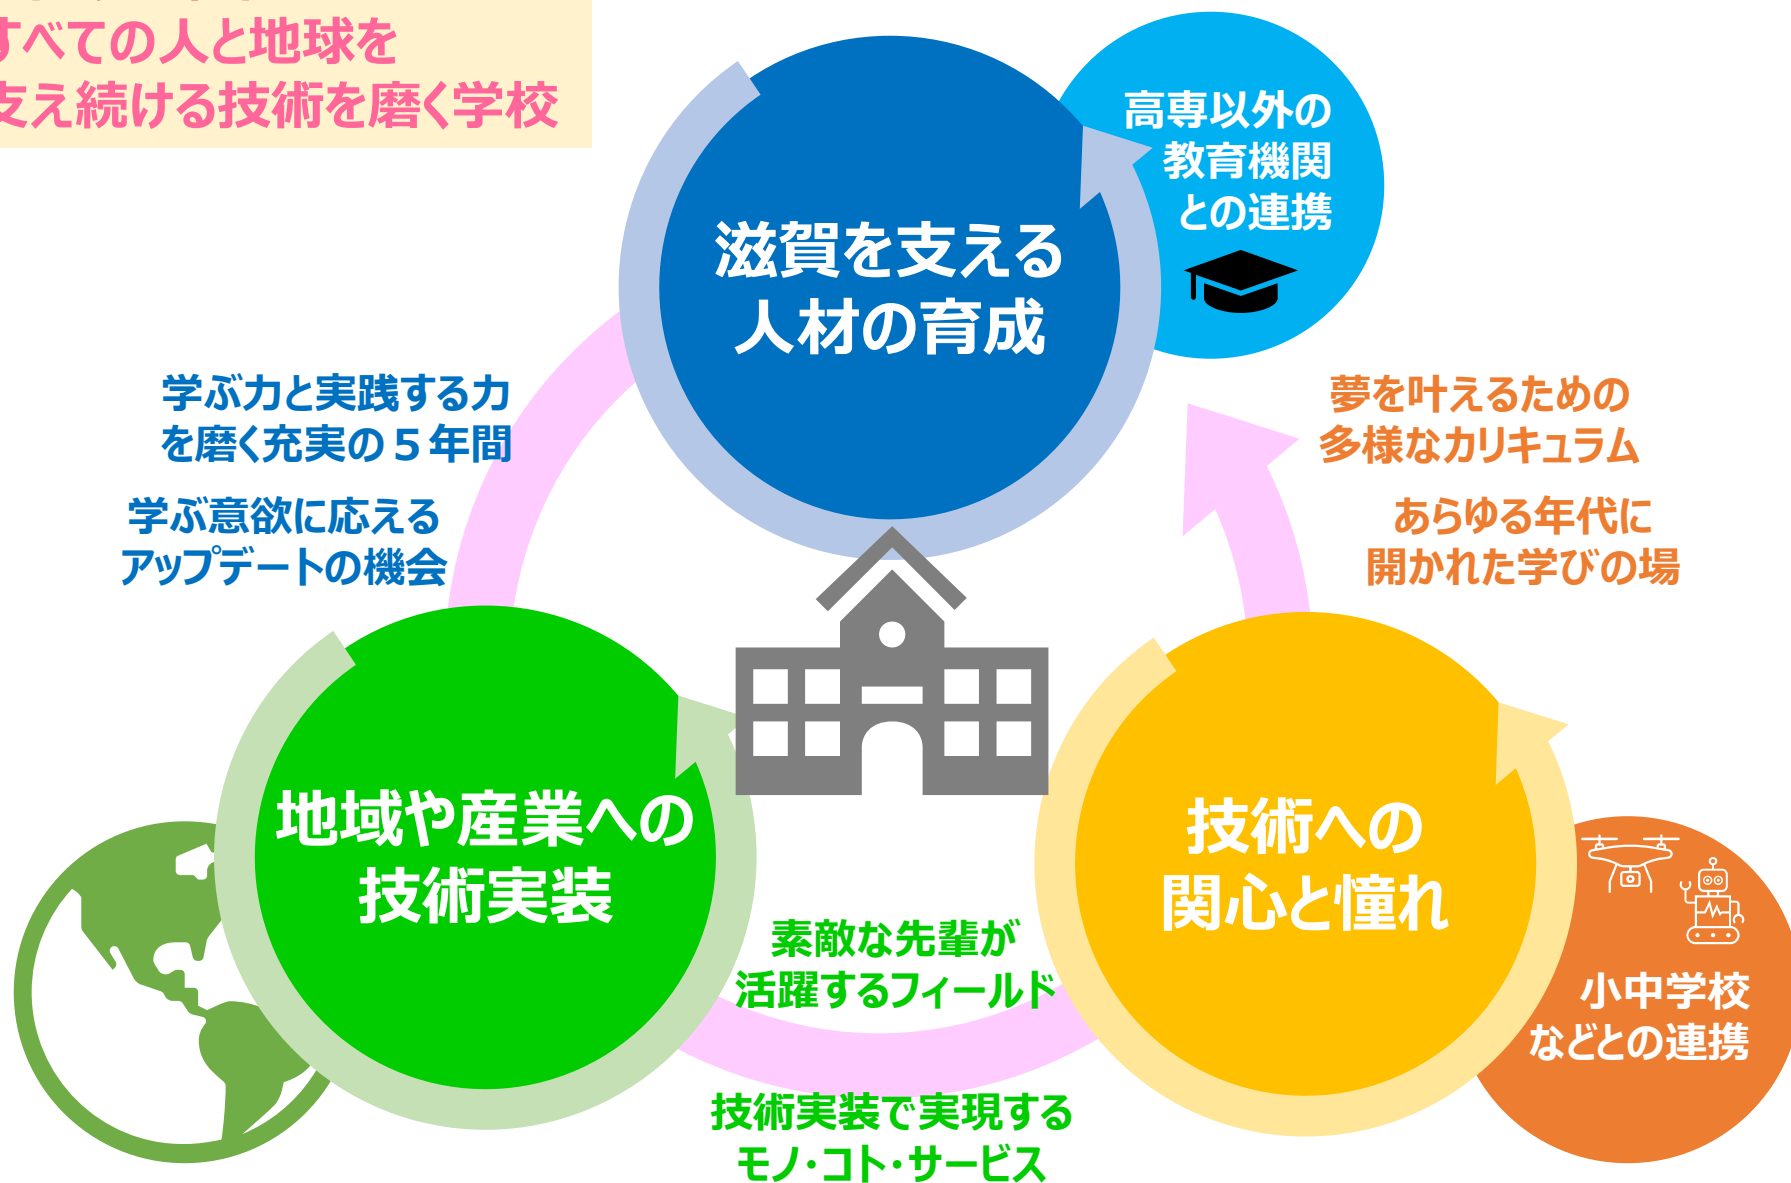 すべての人と地球を
支え続ける技術を磨く学校
高専以外の
教育機関
との連携
滋賀を支える
人材の育成
学ぶ力と実践する力
を磨く充実の５年間
学ぶ意欲に応える
アップデートの機会
夢を叶えるための
多様なカリキュラム
あらゆる年代に
開かれた学びの場
地域や産業への
技術実装
技術への
関心と憧れ
素敵な先輩が
活躍するフィールド
小中学校
などとの連携
技術実装で実現する
モノ・コト・サービス